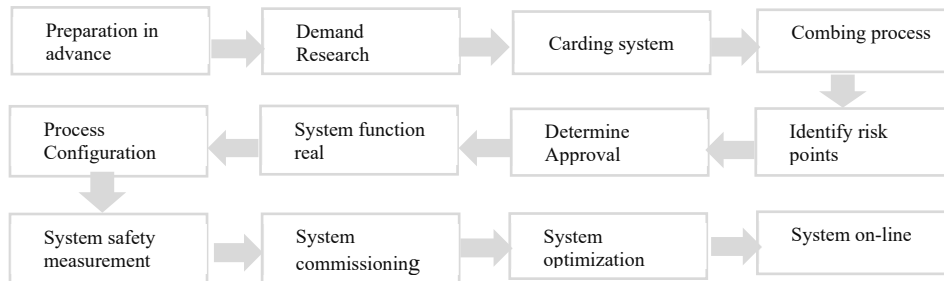 Preparation in
advance
Demand
Research
Carding system
Combing process
Identify risk
points
Determine
Approval
System function
real
Process
Configuration
System safety
measurement
System
commissioning
System
optimization
System on-line